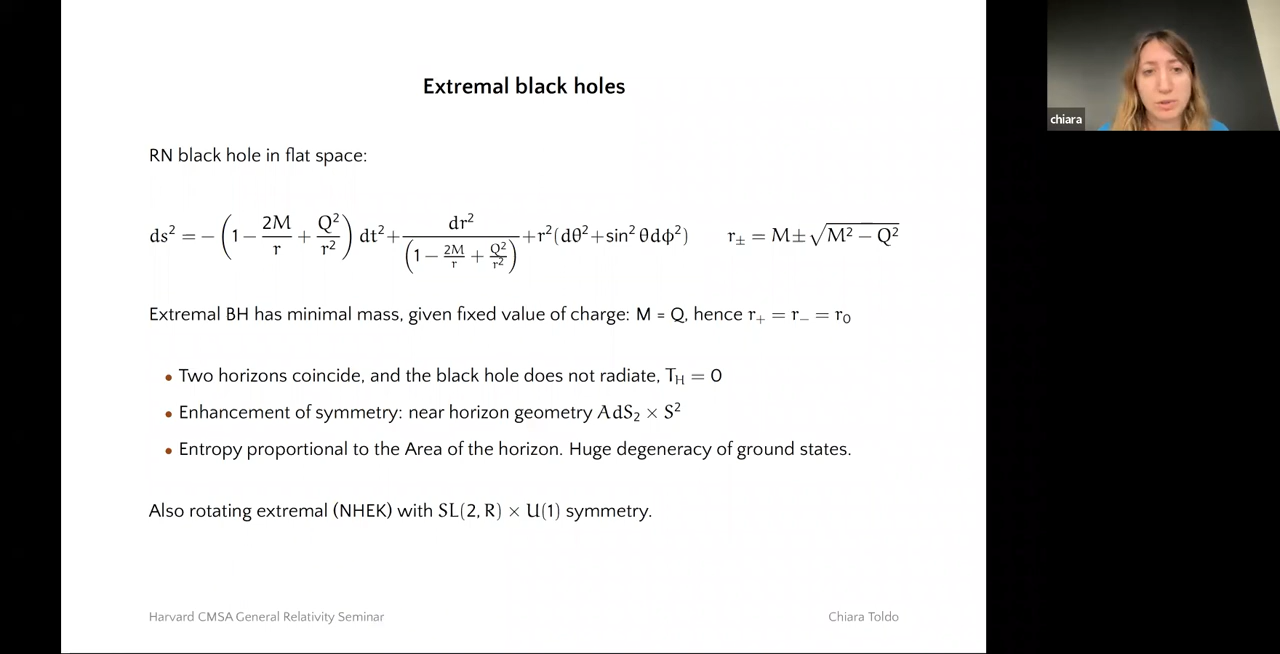 Extremal black holes
chiara
RN black hole in flat space:
ds² = −(1 − 2M/r + Q²/r²) dt² + dr²/(1 − 2M/r + Q²/r²) + r²(dθ² + sin² θdϕ²)    r± = M ± √(M² − Q²)
Extremal BH has minimal mass, given fixed value of charge: M = Q, hence r₊ = r₋ = r₀
• Two horizons coincide, and the black hole does not radiate, T_H = 0
• Enhancement of symmetry: near horizon geometry AdS₂ × S²
• Entropy proportional to the Area of the horizon. Huge degeneracy of ground states.
Also rotating extremal (NHEK) with SL(2, R) × U(1) symmetry.
Harvard CMSA General Relativity Seminar
Chiara Toldo